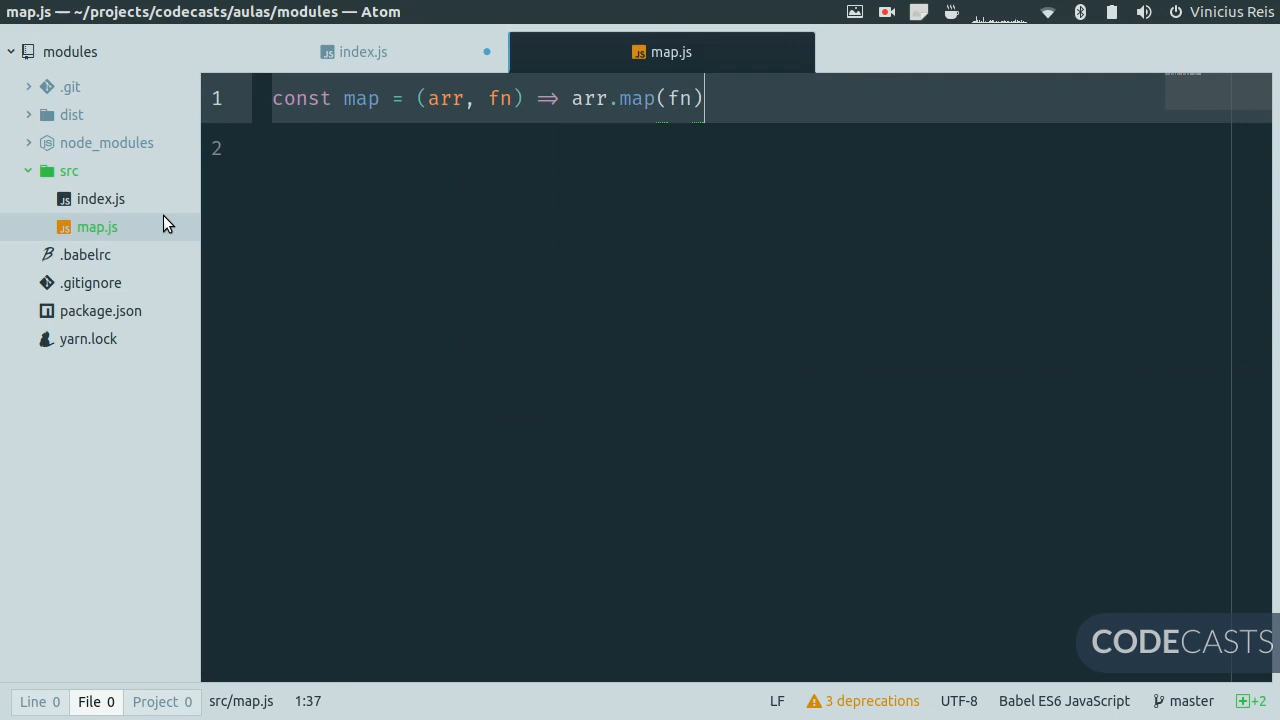 map.js — ~/projects/codecasts/aulas/modules — Atom
Vinicius Reis
modules
index.js
map.js
.git
dist
node_modules
src
index.js
map.js
.babelrc
.gitignore
package.json
yarn.lock
1 const map = (arr, fn) => arr.map(fn)
2
CODECASTS
Line 0 File 0 Project 0 src/map.js 1:37 LF 3 deprecations UTF-8 Babel ES6 JavaScript master +2